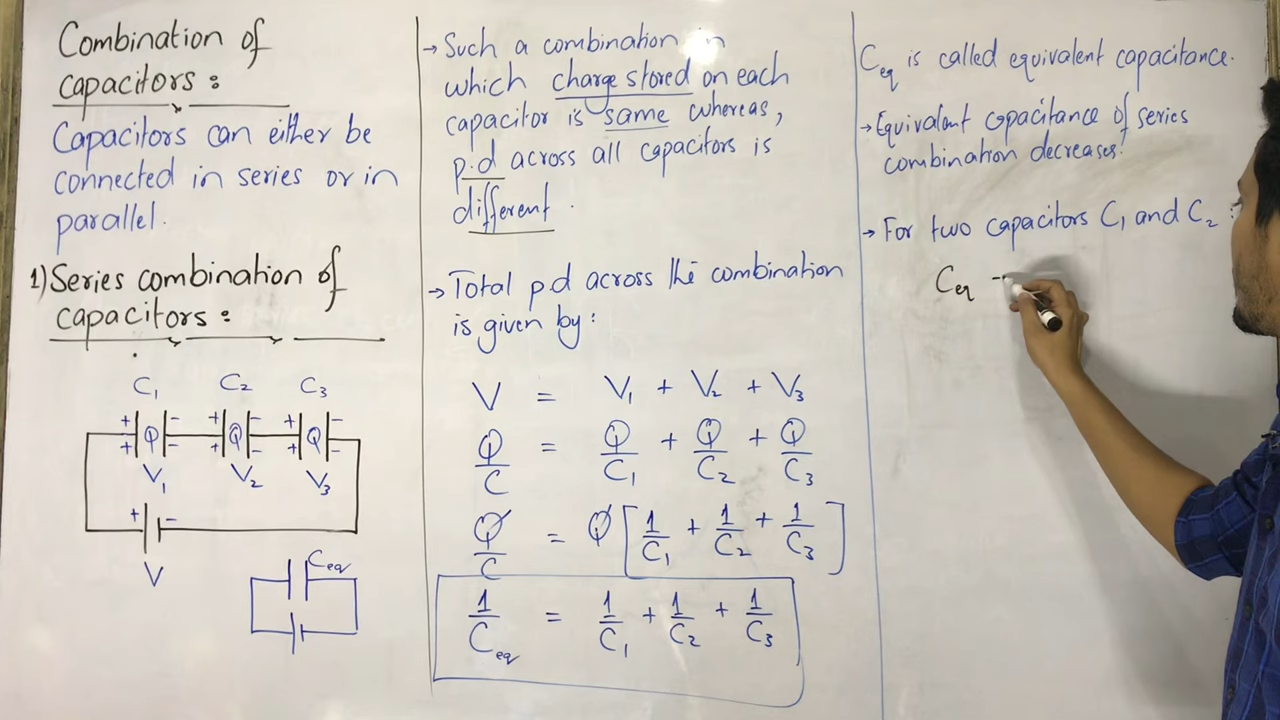 Combination of
capacitors :
Capacitors can either be
connected in series or in
parallel.
1) Series combination of
capacitors :
C₁ C₂ C₃
+ - + - + -
+ Q - + Q - + Q -
V₁ V₂ V₃
+ -
V
Ceq
→ Such a combination in
which charge stored on each
capacitor is same whereas,
p.d across all capacitors is
different.
→ Total p.d across the combination
is given by :
V = V₁ + V₂ + V₃
Q/C = Q/C₁ + Q/C₂ + Q/C₃
Q/C = Q [1/C₁ + 1/C₂ + 1/C₃]
1/Ceq = 1/C₁ + 1/C₂ + 1/C₃
Ceq is called equivalent capacitance.
→ Equivalent capacitance of series
combination decreases!
→ For two capacitors C₁ and C₂ :
Ceq -